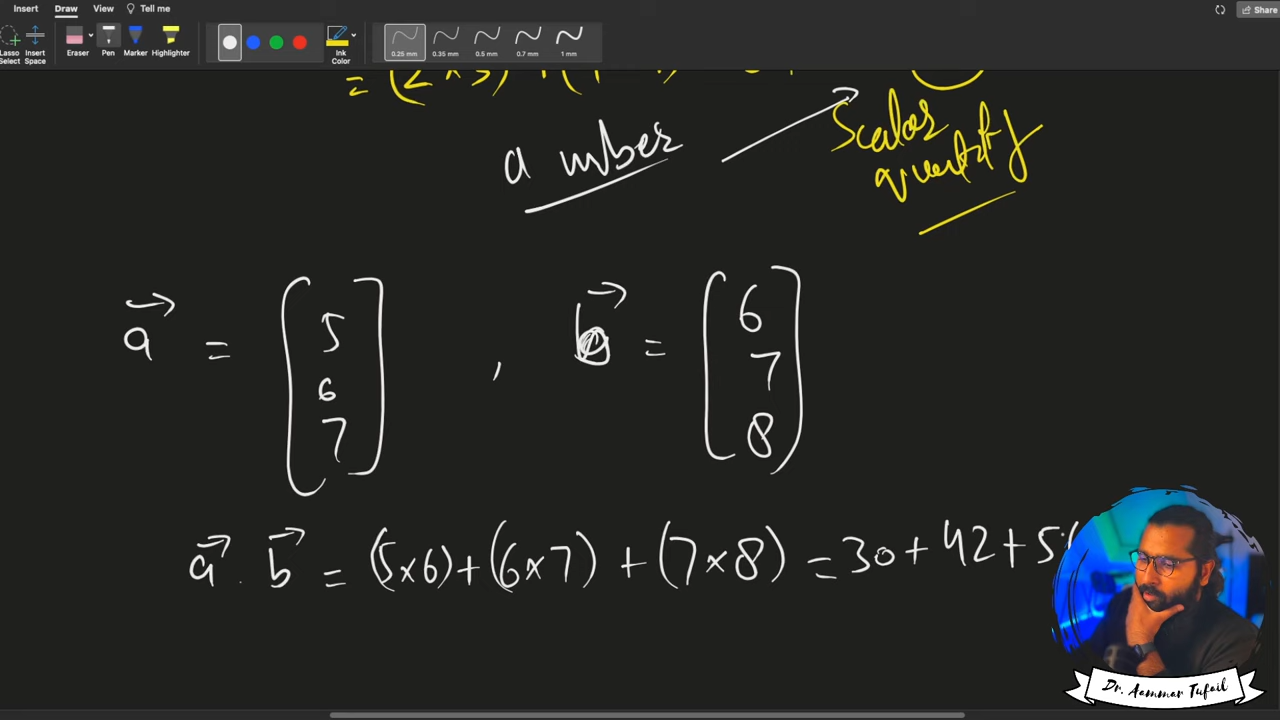 Insert Draw View Tell me Share
Lasso Select Insert Space Eraser Pen Marker Highlighter Ink Color 0.25 mm 0.35 mm 0.5 mm 0.7 mm 1 mm
= (2 × 3) + (
a mber Scalar
quantity
a = [5 6 7] , b = [6 7 8]
a . b = (5×6)+(6×7) + (7×8) = 30 + 42 + 5
Dr. Aammar Tufail